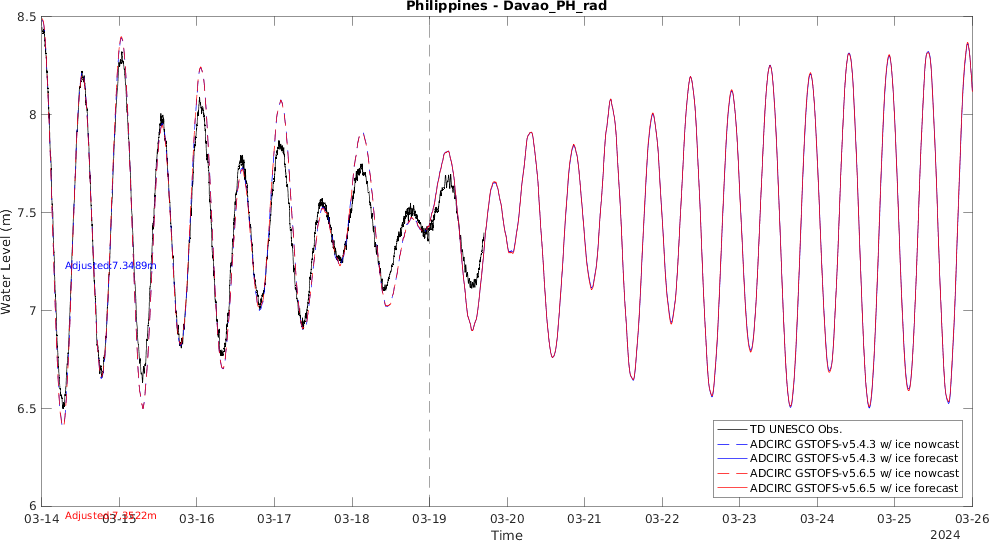 Philippines - Davao_PH_rad
8.5
8
7.5
7
6.5
6
Water Level (m)
Adjusted:7.3489m
Adjusted:7.3522m
TD UNESCO Obs.
ADCIRC GSTOFS-v5.4.3 w/ ice nowcast
ADCIRC GSTOFS-v5.4.3 w/ ice forecast
ADCIRC GSTOFS-v5.6.5 w/ ice nowcast
ADCIRC GSTOFS-v5.6.5 w/ ice forecast
03-14 03-15 03-16 03-17 03-18 03-19 03-20 03-21 03-22 03-23 03-24 03-25 03-26
Time
2024